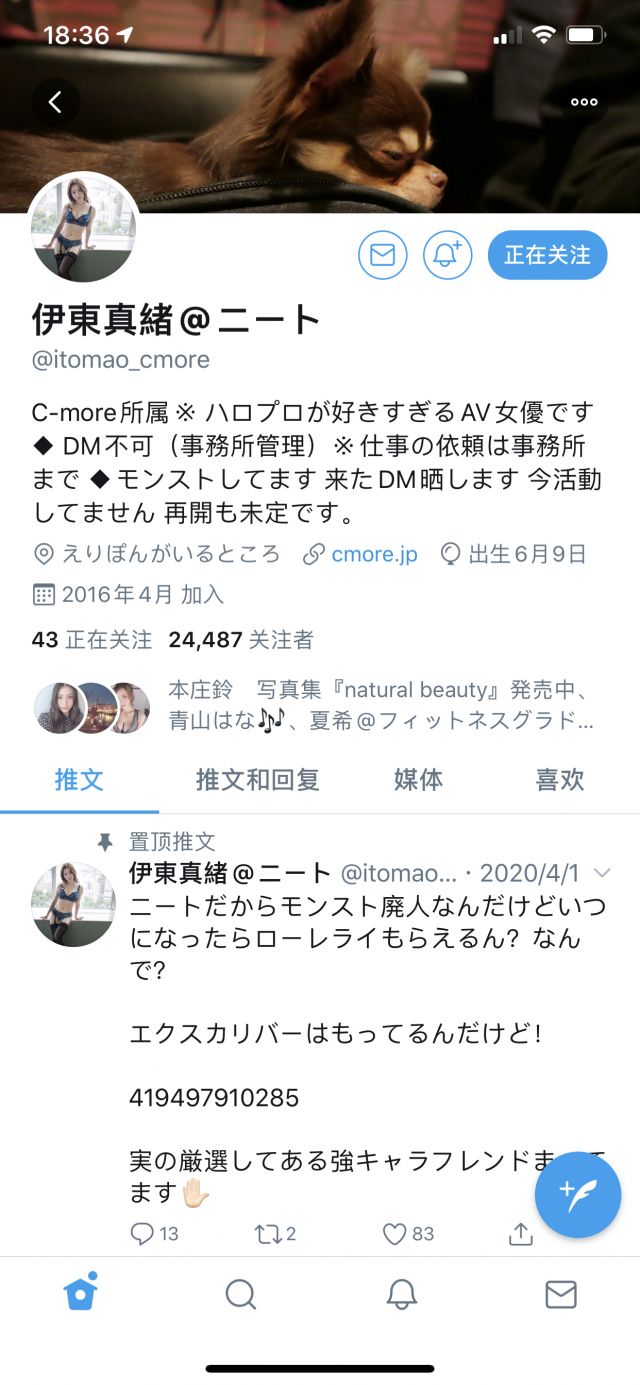 18:36
正在关注
伊東真緒@ニート
@itomao_cmore
C-more所属※ ハロプロが好きすぎるAV女優です
◆ DM不可（事務所管理）※仕事の依頼は事務所
まで ◆モンストしてます 来たDM晒します 今活動
してません 再開も未定です。
えりぽんがいるところ cmore.jp 出生6月9日
2016年4月 加入
43 正在关注 24,487 关注者
本庄鈴　写真集『natural beauty』発売中、
青山はな🎶、夏希@フィットネスグラド...
推文 推文和回复 媒体 喜欢
置顶推文
伊東真緒@ニート @itomao... · 2020/4/1
ニートだからモンスト廃人なんだけどいつ
になったらローレライもらえるん？なん
で？
エクスカリバーはもってるんだけど！
419497910285
実の厳選してある強キャラフレンドま
ます✋🏻
13 2 83